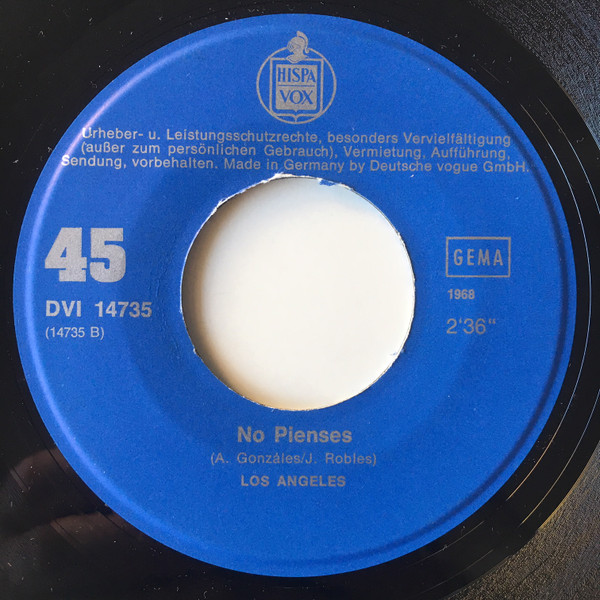 HISPA
VOX
Urheber- u. Leistungsschutzrechte, besonders Vervielfältigung
(außer zum persönlichen Gebrauch), Vermietung, Aufführung,
Sendung, vorbehalten. Made in Germany by Deutsche vogue GmbH.
45
GEMA
DVI 14735
1968
(14735 B)
2'36"
No Pienses
(A. Gonzáles/J. Robles)
LOS ANGELES